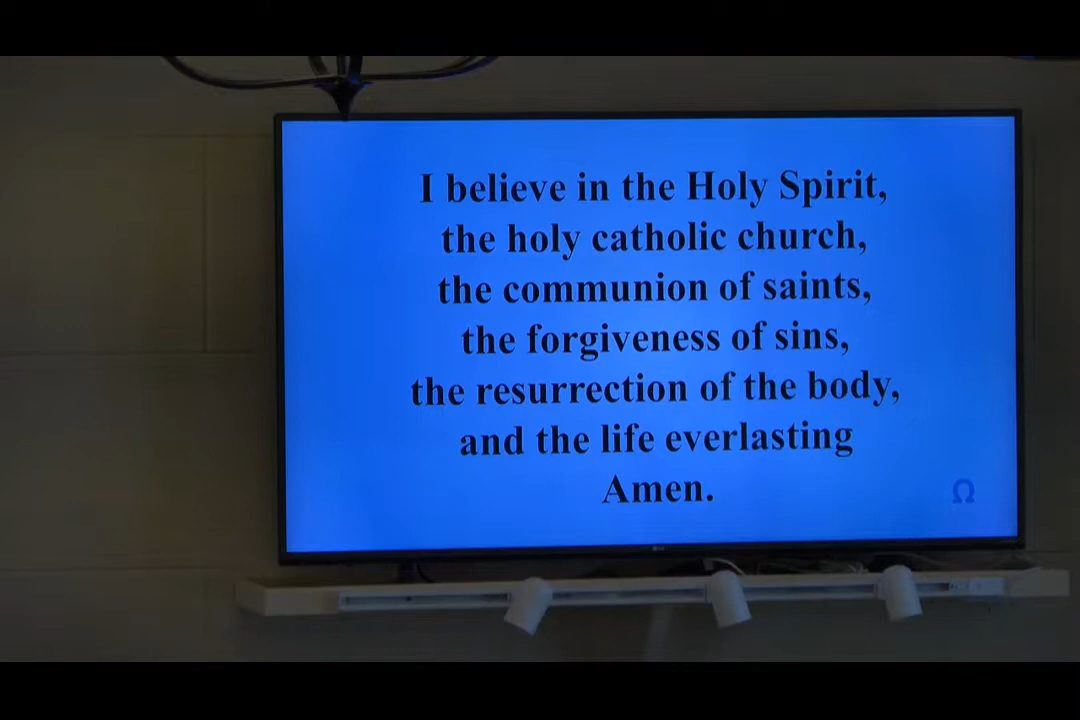 I believe in the Holy Spirit,
the holy catholic church,
the communion of saints,
the forgiveness of sins,
the resurrection of the body,
and the life everlasting
Amen.
Ω